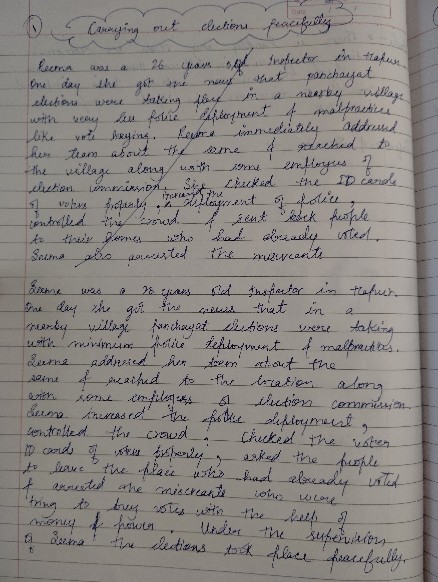 ① Carrying out elections peacefully
Reema was a 26 years old Inspector in Hapur.
One day she got the news that panchayat
elections were taking place in a nearby village
with very less police deployment & malpractices
like vote buying. Reema immediately addressed
her team about the same & reached to
the village along with some employees of
election commission. She checked the ID cards
of voters properly, increased the deployment of police,
controlled the crowd & sent back people
to their homes who had already voted.
Seema also arrested the miscreants
Seema was a 26 years old Inspector in Hapur.
One day she got the news that in a
nearby village panchayat elections were taking
with minimum police deployment & malpractices.
Seema addressed her team about the
same & reached to the location along
with some employees of election commission.
Seema increased the police deployment,
controlled the crowd, checked the voter
ID cards of voters properly, asked the people
to leave the place who had already voted
& arrested the miscreants who were
tring to buy votes with the help of
money & power. Under the supervision
of Seema the elections took place peacefully.